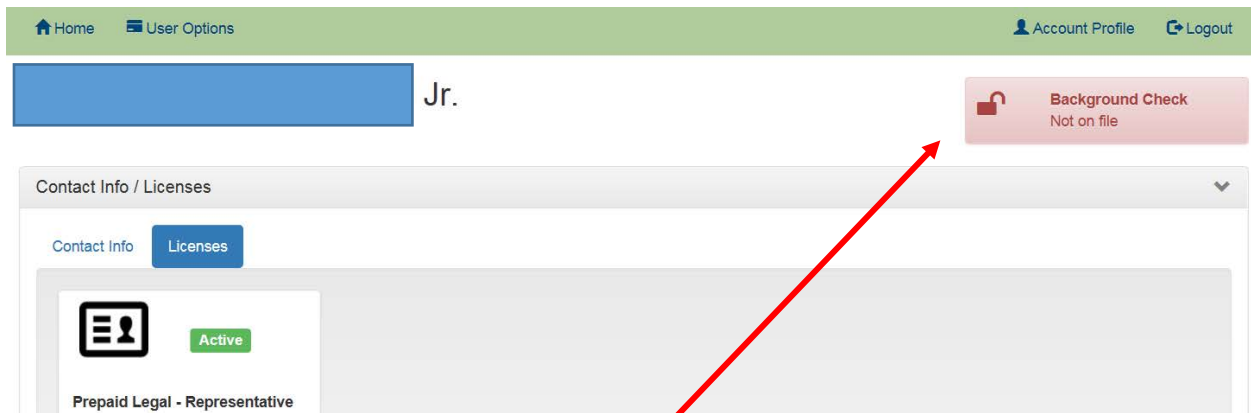 Home User Options Account Profile Logout
Jr.
Background Check
Not on file
Contact Info / Licenses
Contact Info Licenses
Active
Prepaid Legal - Representative